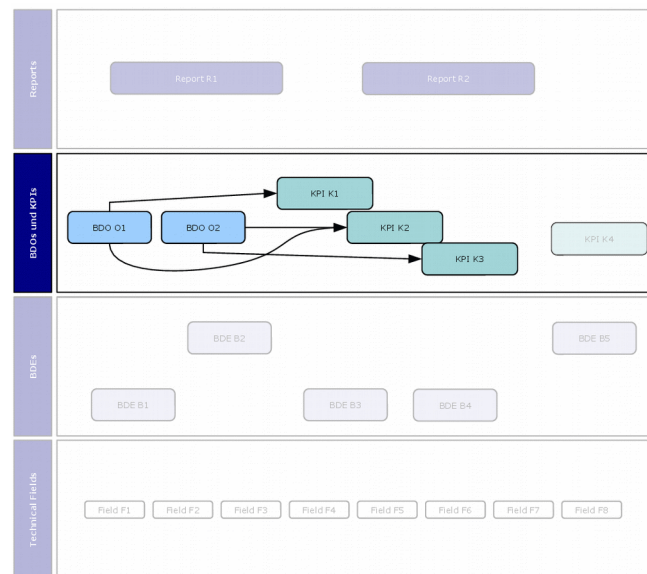 Reports
Report R1
Report R2
BDOs und KPIs
KPI K1
BDO O1
BDO O2
KPI K2
KPI K4
KPI K3
BDEs
BDE B2
BDE B5
BDE B1
BDE B3
BDE B4
Technical Fields
Field F1
Field F2
Field F3
Field F4
Field F5
Field F6
Field F7
Field F8